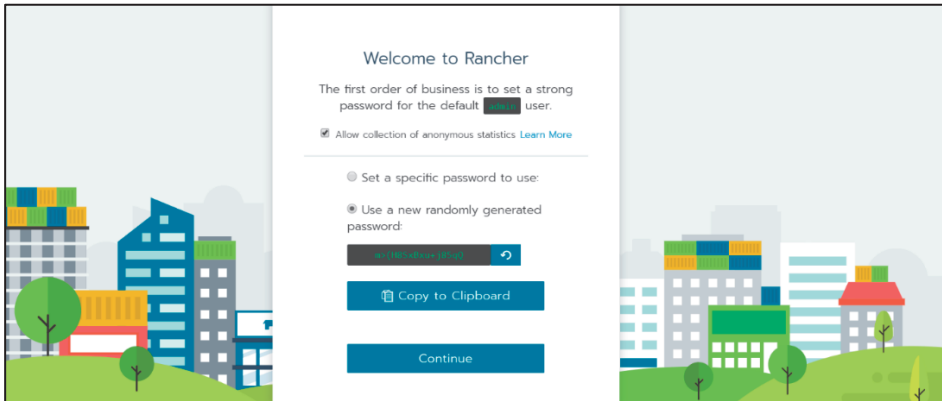 Welcome to Rancher
The first order of business is to set a strong
password for the default admin user.
Allow collection of anonymous statistics Learn More
Set a specific password to use:
Use a new randomly generated
password:
Copy to Clipboard
Continue